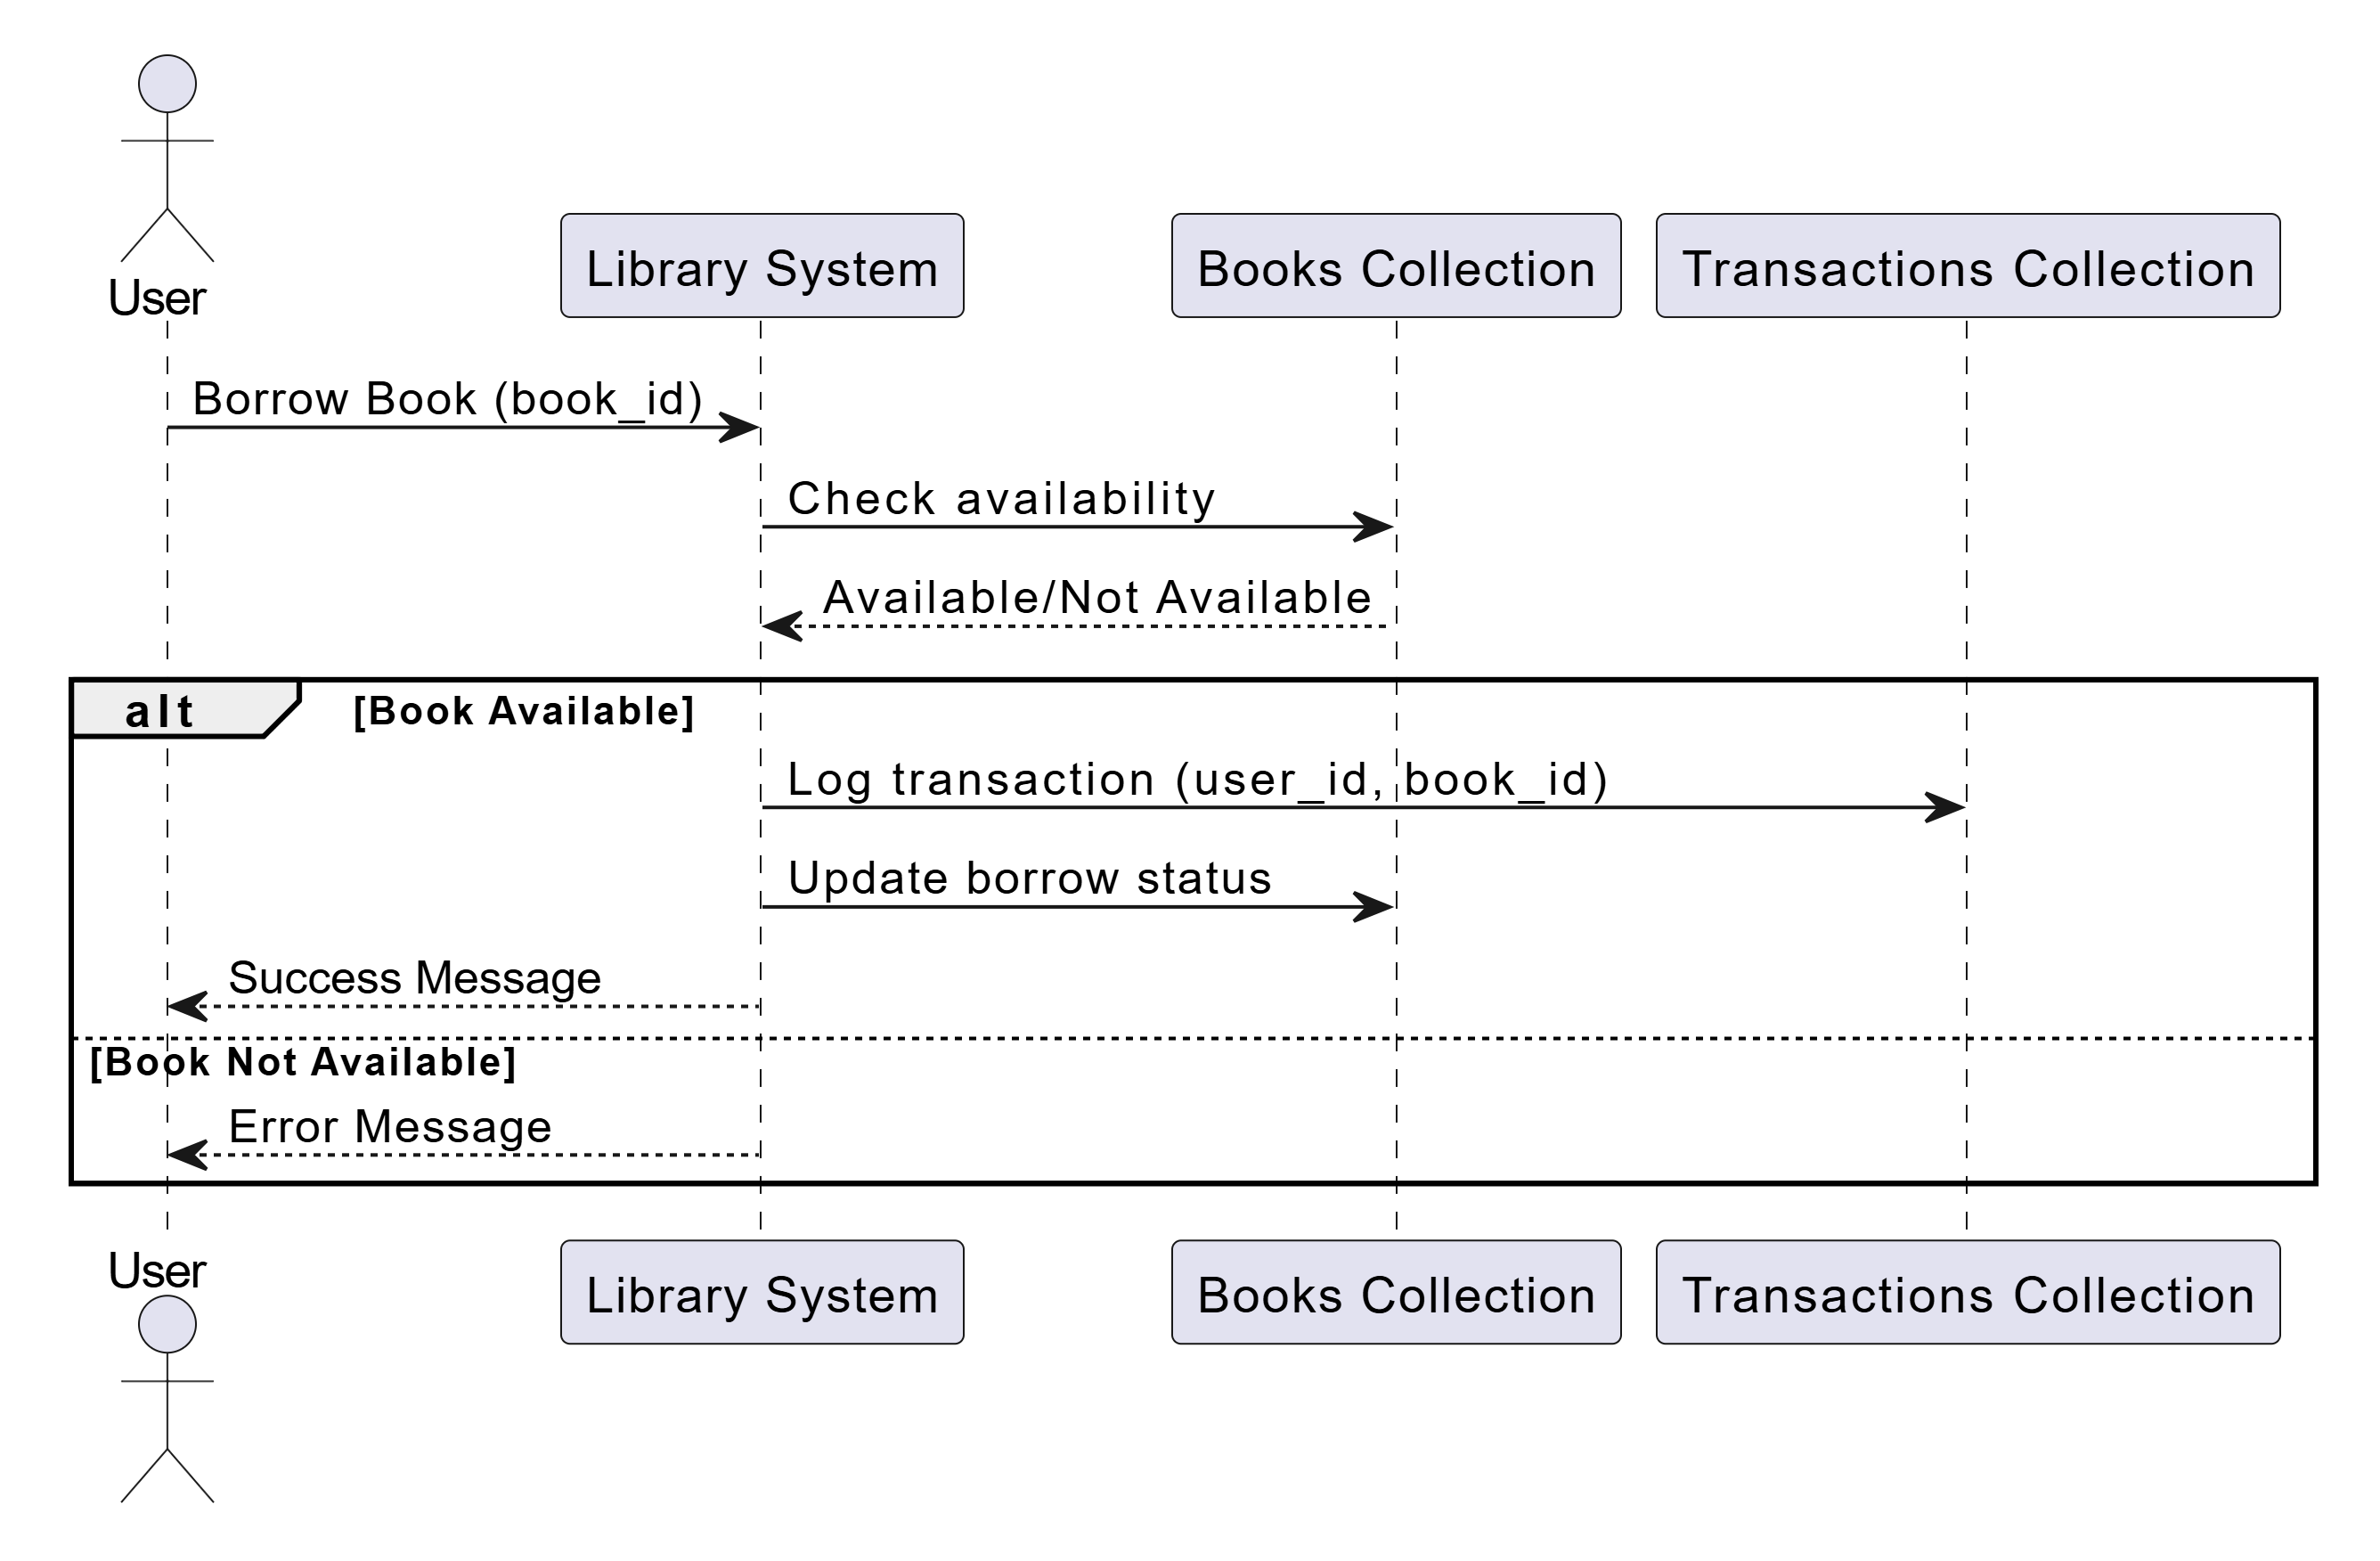 User
Library System
Books Collection
Transactions Collection
Borrow Book (book_id)
Check availability
Available/Not Available
alt
[Book Available]
Log transaction (user_id, book_id)
Update borrow status
Success Message
[Book Not Available]
Error Message
User
Library System
Books Collection
Transactions Collection